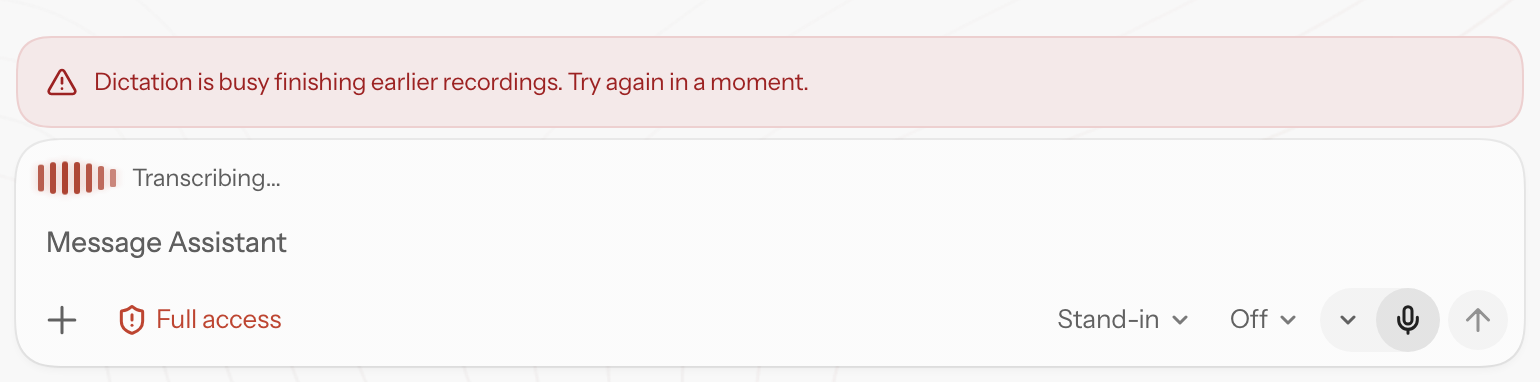 Dictation is busy finishing earlier recordings. Try again in a moment.
Transcribing...
Message Assistant
Full access Stand-in Off